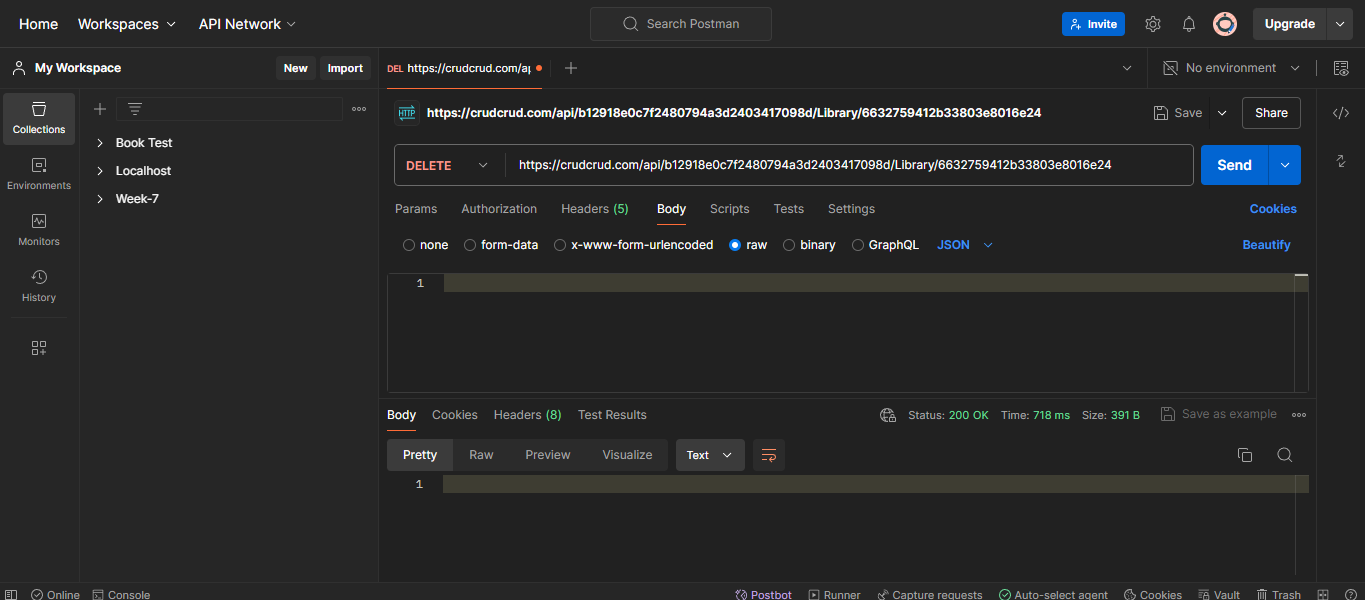 Home Workspaces API Network Search Postman Invite Upgrade
My Workspace New Import DEL https://crudcrud.com/ap No environment
Collections
Environments
Monitors
History
Book Test
Localhost
Week-7
HTTP https://crudcrud.com/api/b12918e0c7f2480794a3d2403417098d/Library/6632759412b33803e8016e24 Save Share
DELETE https://crudcrud.com/api/b12918e0c7f2480794a3d2403417098d/Library/6632759412b33803e8016e24 Send
Params Authorization Headers (5) Body Scripts Tests Settings Cookies
none form-data x-www-form-urlencoded raw binary GraphQL JSON Beautify
1
Body Cookies Headers (8) Test Results Status: 200 OK Time: 718 ms Size: 391 B Save as example
Pretty Raw Preview Visualize Text
1
Online Console Postbot Runner Capture requests Auto-select agent Cookies Vault Trash